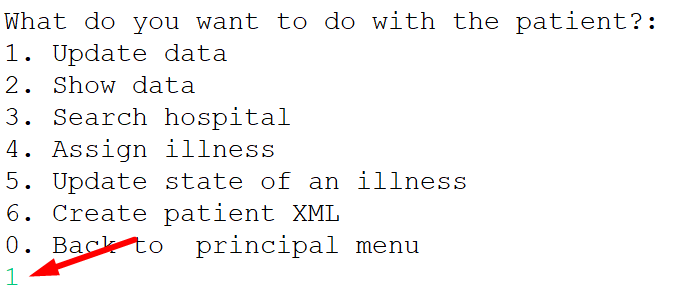 What do you want to do with the patient?:
1. Update data
2. Show data
3. Search hospital
4. Assign illness
5. Update state of an illness
6. Create patient XML
0. Back to  principal menu
1